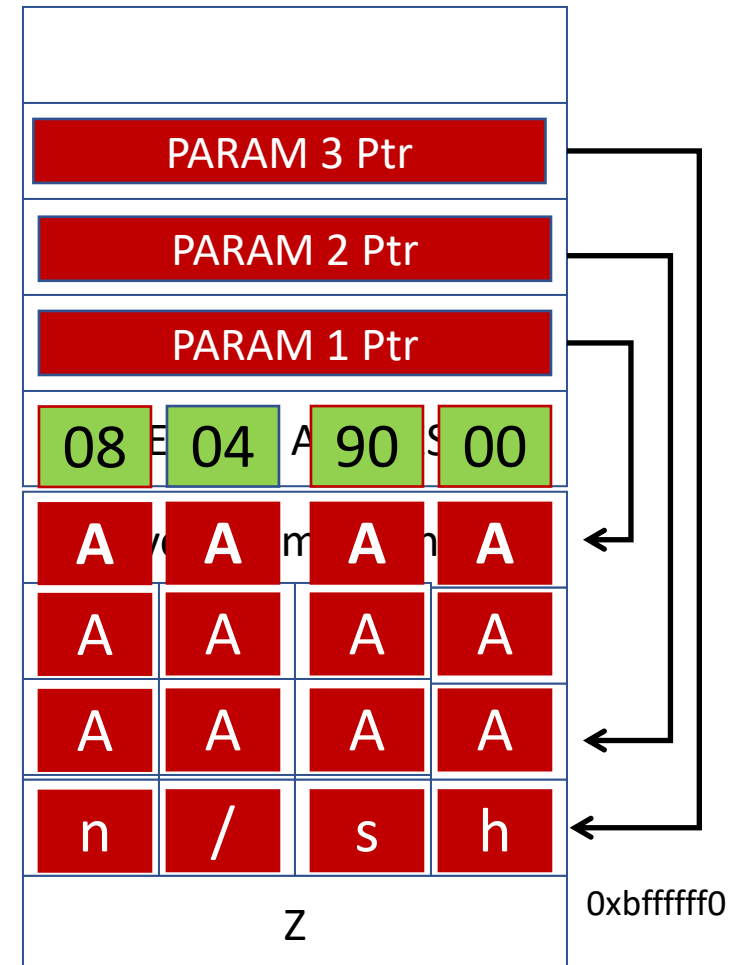 PARAM 3 Ptr
PARAM 2 Ptr
PARAM 1 Ptr
08 04 90 00
A A A A
A A A A
A A A A
n / s h
0xbffffff0
Z